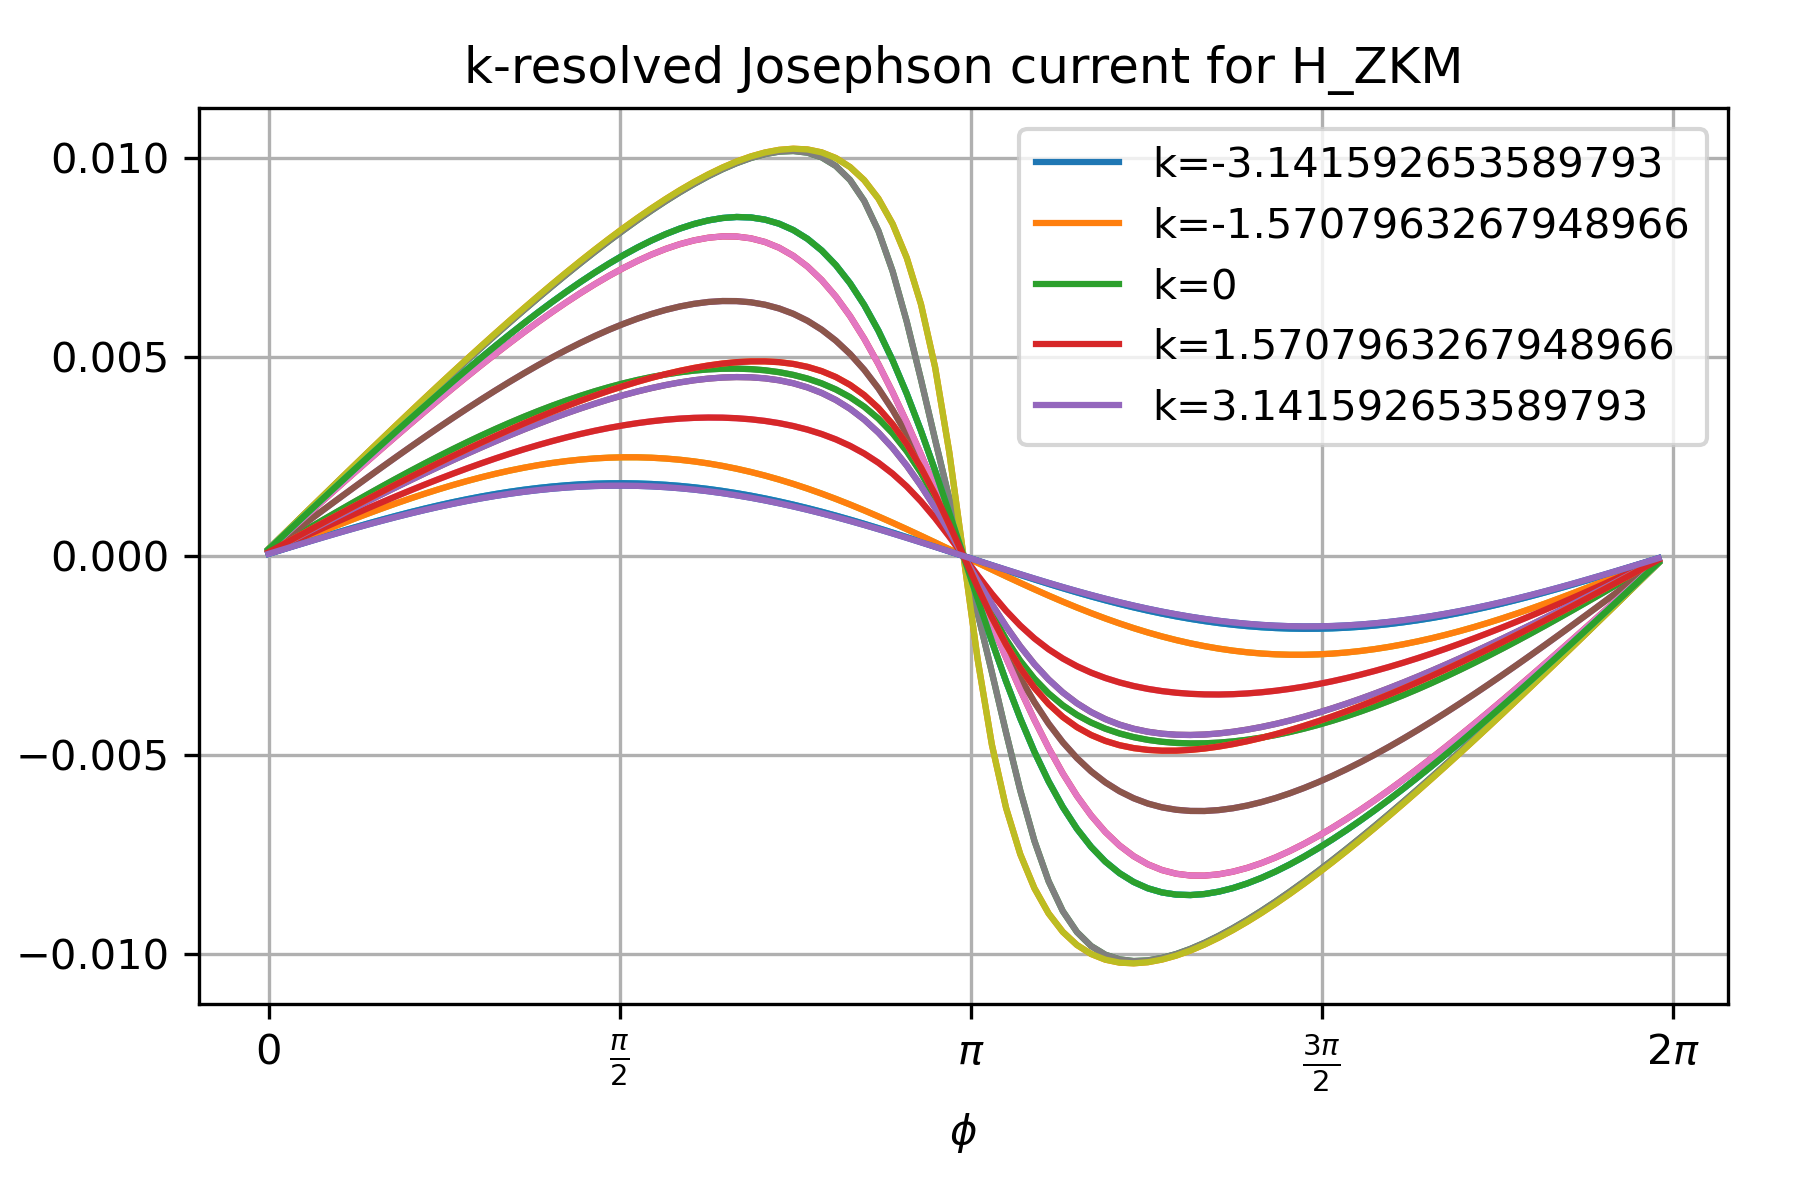 k-resolved Josephson current for H_ZKM
0.010
0.005
0.000
−0.005
−0.010
k=-3.141592653589793
k=-1.5707963267948966
k=0
k=1.5707963267948966
k=3.141592653589793
0 π/2 π 3π/2 2π
ϕ